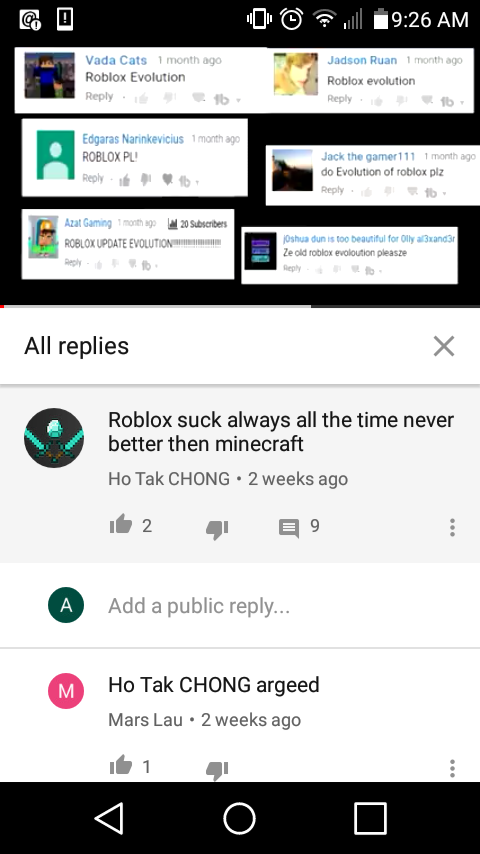 9:26 AM
Vada Cats 1 month ago
Roblox Evolution
Reply
Jadson Ruan 1 month ago
Roblox evolution
Reply
Edgaras Narinkevicius 1 month ago
ROBLOX PL!
Reply
Jack the gamer111 1 month ago
do Evolution of roblox plz
Reply
Azat Gaming 1 month ago 20 Subscribers
ROBLOX UPDATE EVOLUTION
Reply
j0shua dun is too beautiful for 0lly al3xand3r
Ze old roblox evoloution pleasze
Reply
All replies
Roblox suck always all the time never
better then minecraft
Ho Tak CHONG • 2 weeks ago
2 9
A Add a public reply...
M Ho Tak CHONG argeed
Mars Lau • 2 weeks ago
1